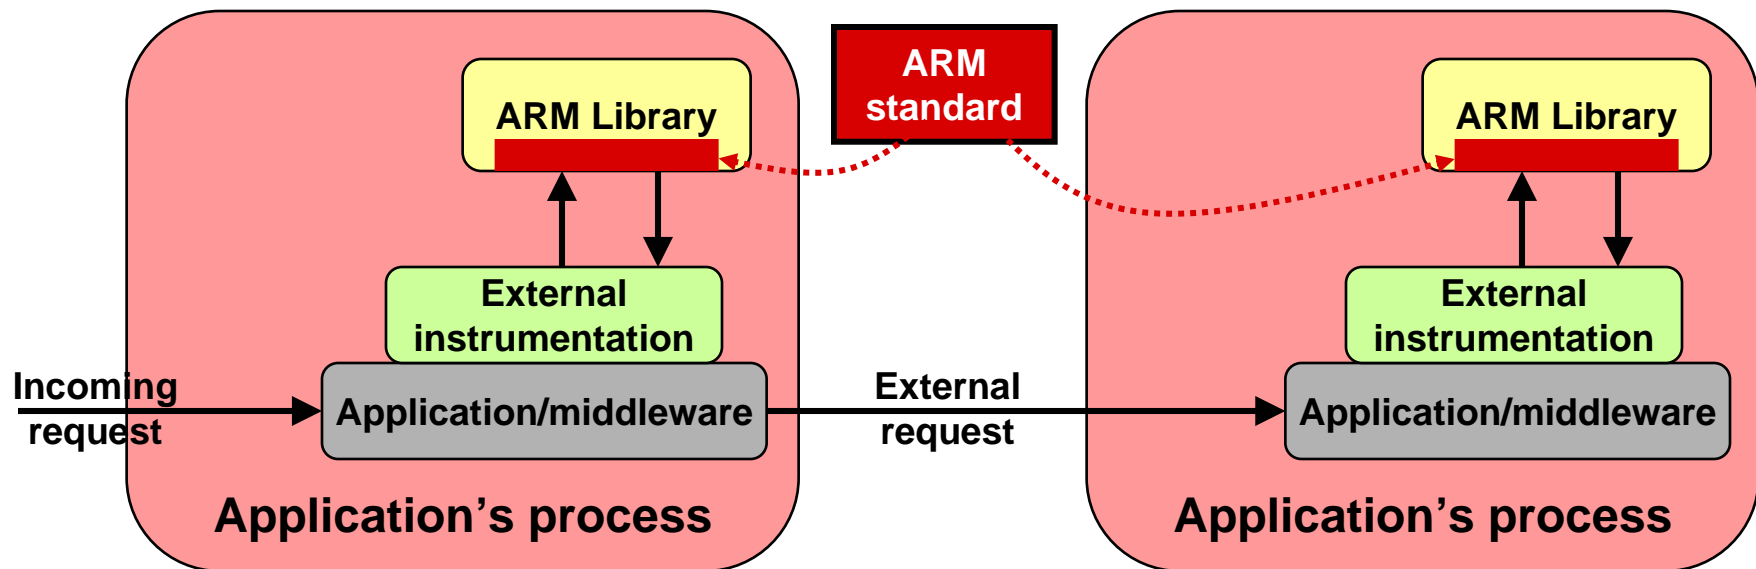 ARM
standard
ARM Library
External
instrumentation
Incoming
request
Application/middleware
Application’s process
External
request
ARM Library
External
instrumentation
Application/middleware
Application’s process